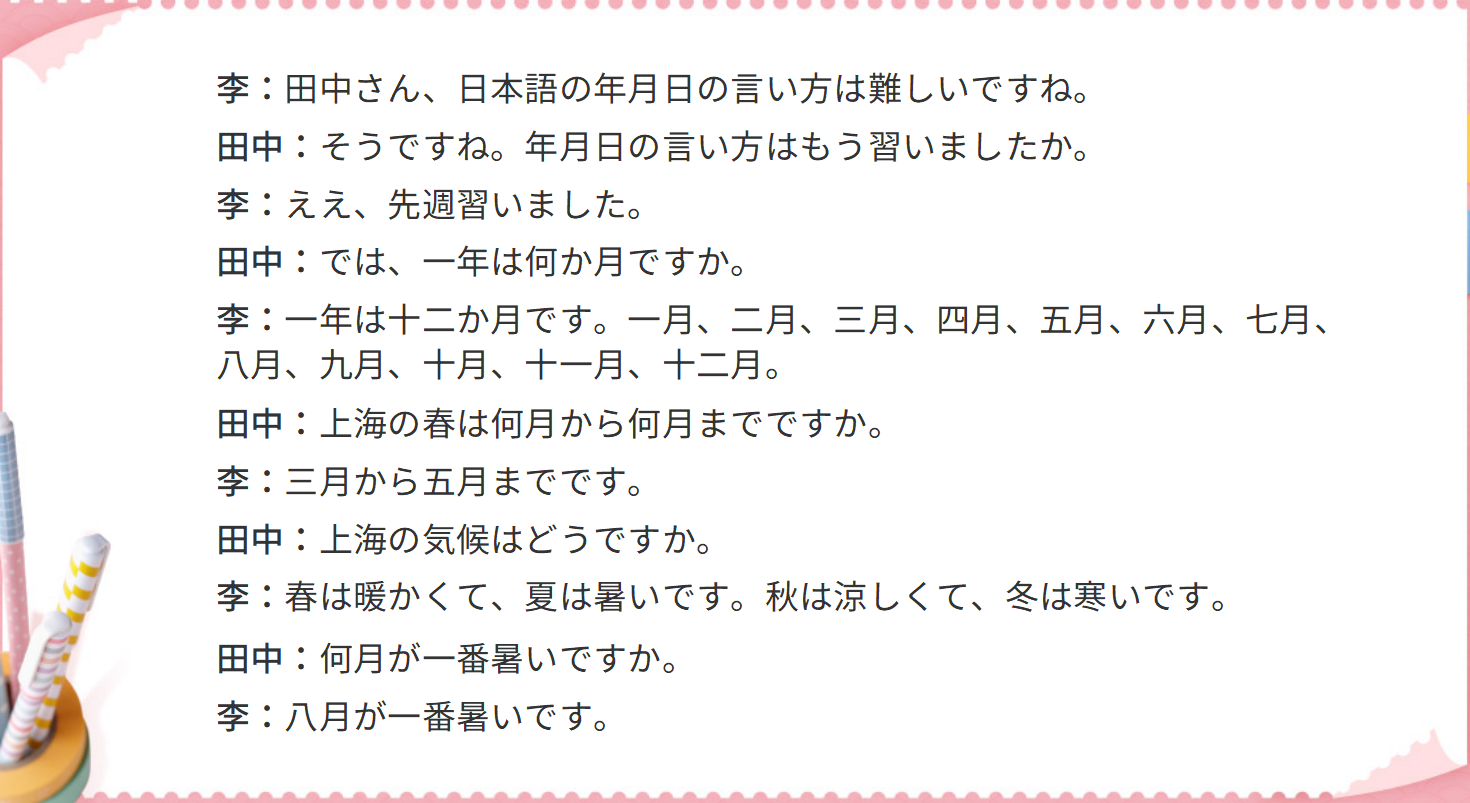 李：田中さん、日本語の年月日の言い方は難しいですね。
田中：そうですね。年月日の言い方はもう習いましたか。
李：ええ、先週習いました。
田中：では、一年は何か月ですか。
李：一年は十二か月です。一月、二月、三月、四月、五月、六月、七月、
八月、九月、十月、十一月、十二月。
田中：上海の春は何月から何月までですか。
李：三月から五月までです。
田中：上海の気候はどうですか。
李：春は暖かくて、夏は暑いです。秋は涼しくて、冬は寒いです。
田中：何月が一番暑いですか。
李：八月が一番暑いです。